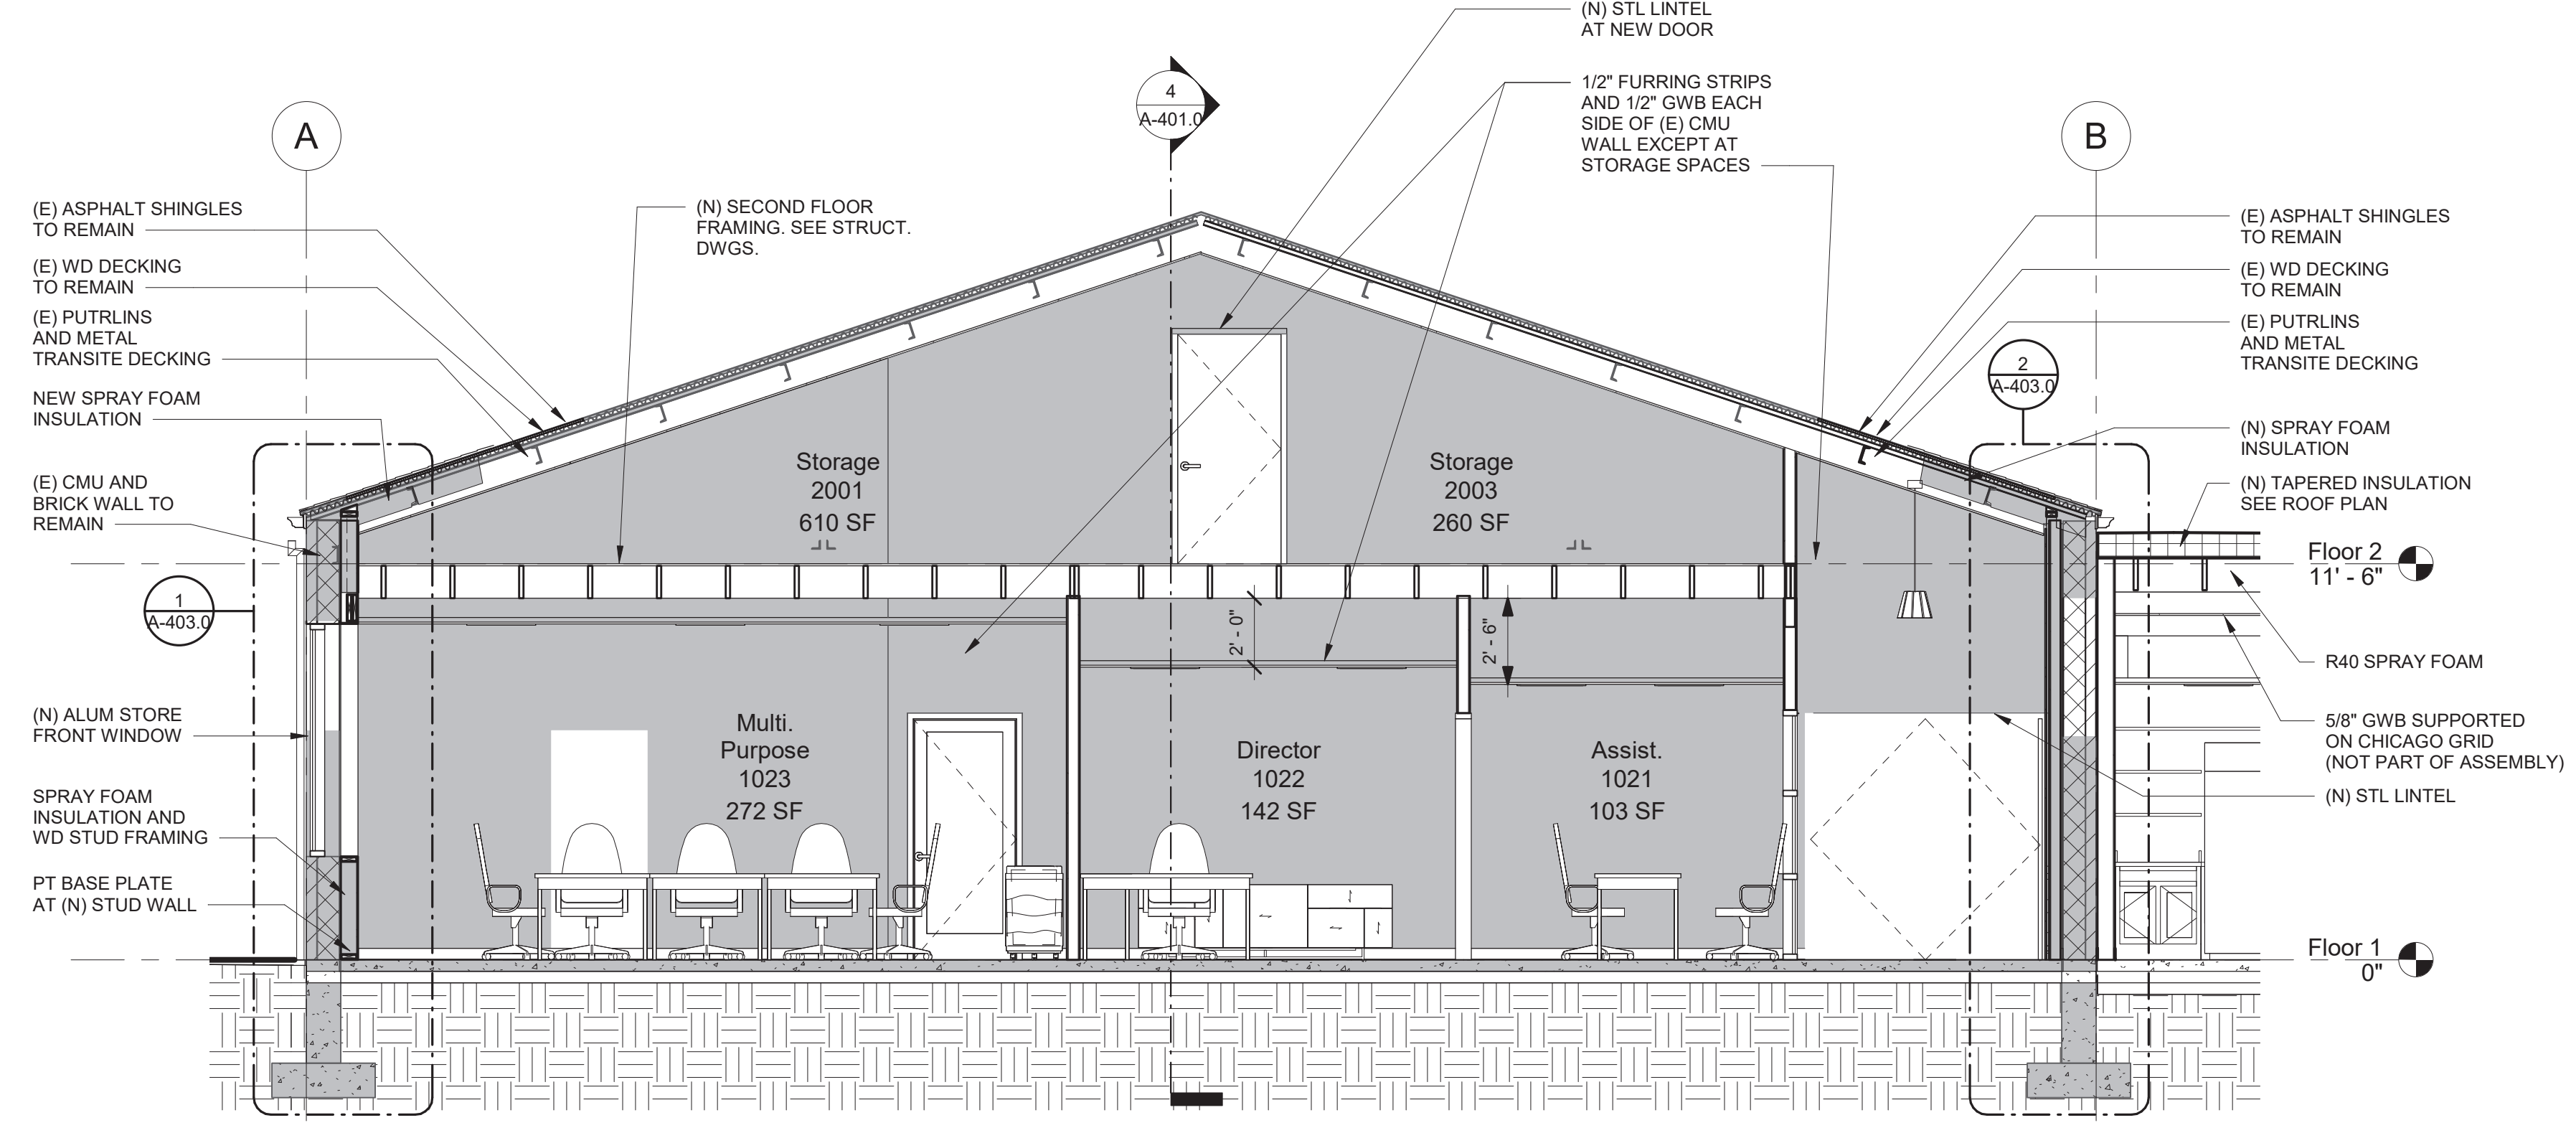 (N) STL LINTEL
AT NEW DOOR
1/2" FURRING STRIPS
AND 1/2" GWB EACH
SIDE OF (E) CMU
WALL EXCEPT AT
STORAGE SPACES
4
A-401.0
A
B
(E) ASPHALT SHINGLES
TO REMAIN
(E) WD DECKING
TO REMAIN
(E) PUTRLINS
AND METAL
TRANSITE DECKING
NEW SPRAY FOAM
INSULATION
(E) CMU AND
BRICK WALL TO
REMAIN
1
A-403.0
(N) ALUM STORE
FRONT WINDOW
SPRAY FOAM
INSULATION AND
WD STUD FRAMING
PT BASE PLATE
AT (N) STUD WALL
(N) SECOND FLOOR
FRAMING. SEE STRUCT.
DWGS.
Storage
2001
610 SF
Storage
2003
260 SF
2' - 0"
2' - 6"
Multi.
Purpose
1023
272 SF
Director
1022
142 SF
Assist.
1021
103 SF
(E) ASPHALT SHINGLES
TO REMAIN
(E) WD DECKING
TO REMAIN
(E) PUTRLINS
AND METAL
TRANSITE DECKING
2
A-403.0
(N) SPRAY FOAM
INSULATION
(N) TAPERED INSULATION
SEE ROOF PLAN
Floor 2
11' - 6"
R40 SPRAY FOAM
5/8" GWB SUPPORTED
ON CHICAGO GRID
(NOT PART OF ASSEMBLY)
(N) STL LINTEL
Floor 1
0"